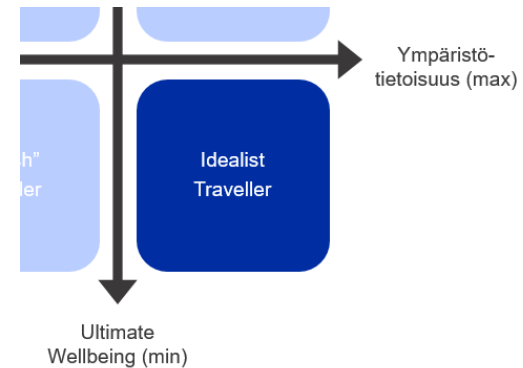 Ympäristö-
tietoisuus (max)
Idealist
Traveller
Ultimate
Wellbeing (min)